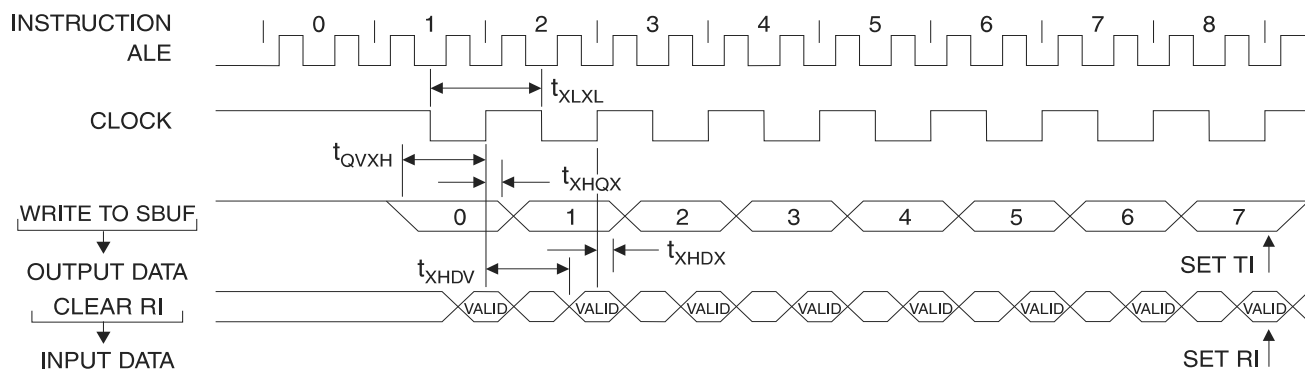 INSTRUCTION 0 1 2 3 4 5 6 7 8
ALE
tXLXL
CLOCK
tQVXH
tXHQX
WRITE TO SBUF 0 1 2 3 4 5 6 7
tXHDX
OUTPUT DATA tXHDV SET TI
CLEAR RI VALID VALID VALID VALID VALID VALID VALID VALID
INPUT DATA SET RI